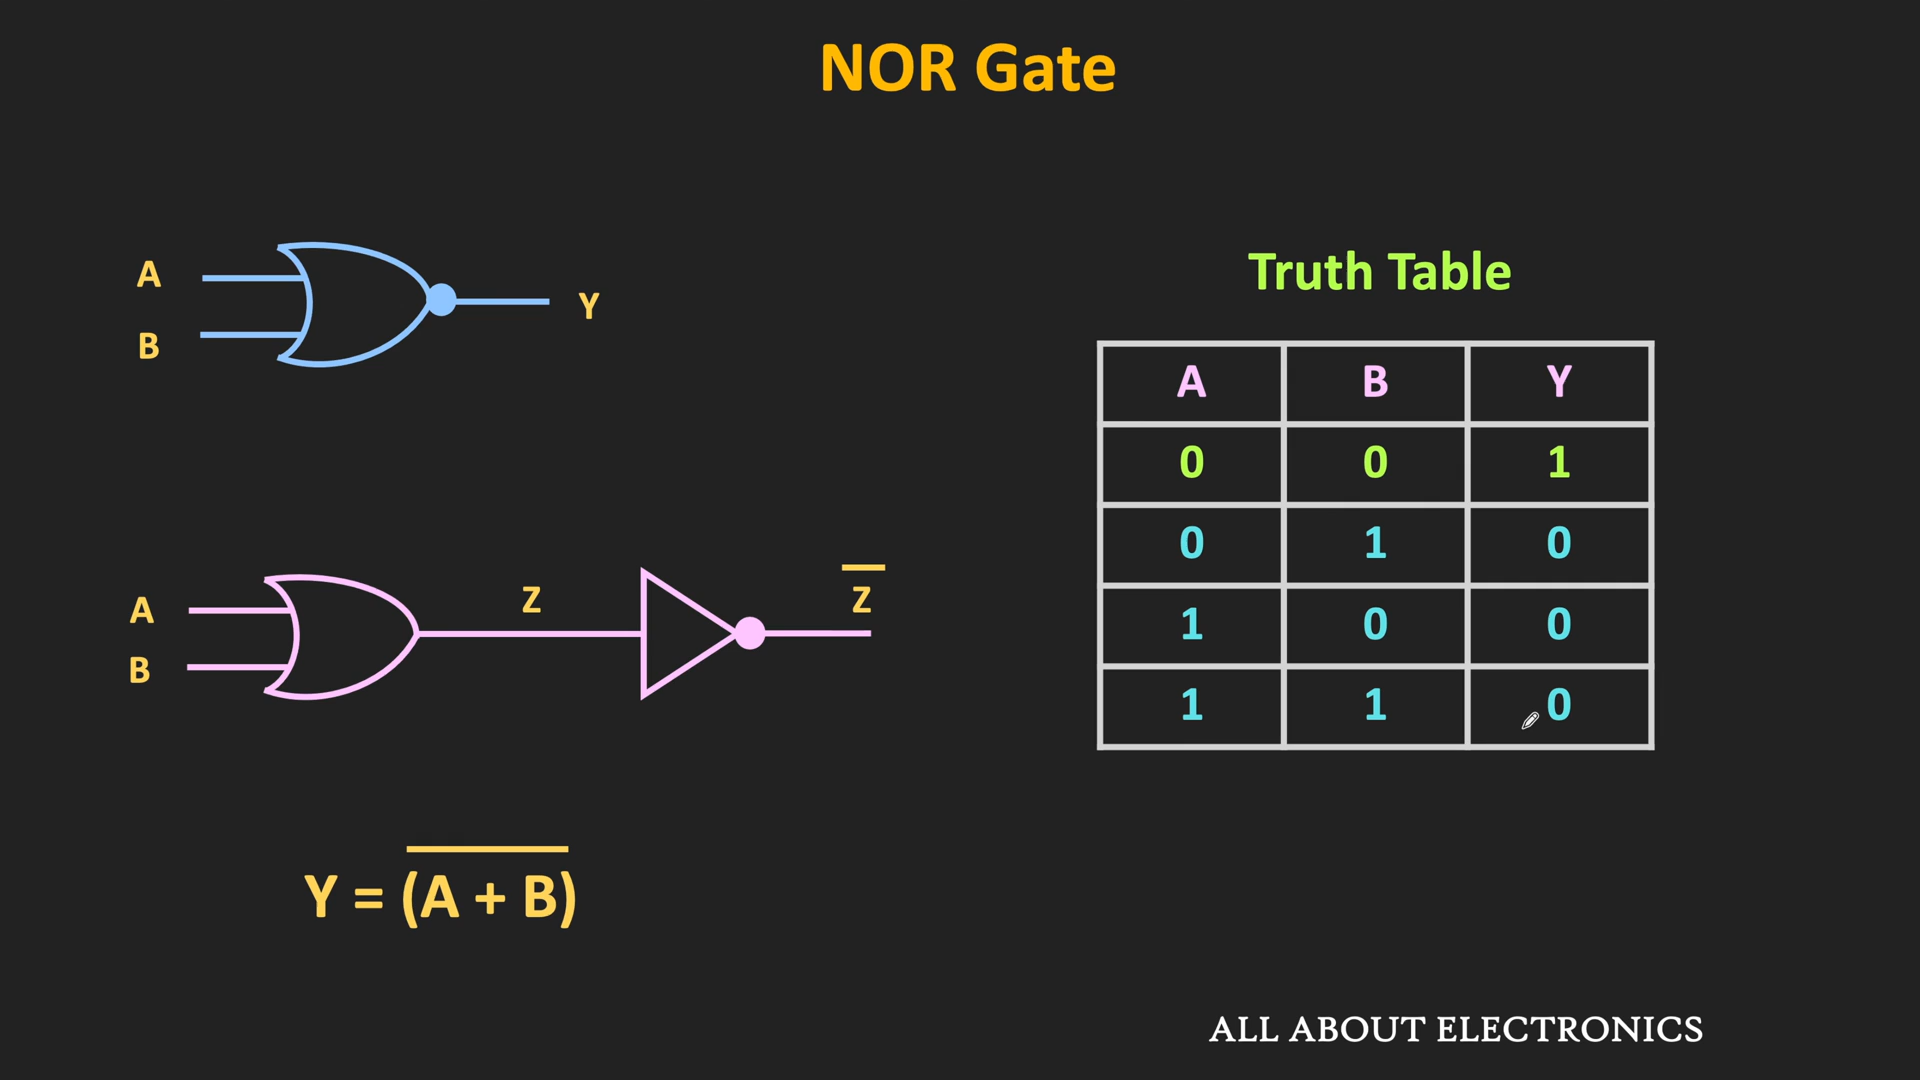 NOR Gate
A
B
Y
A
B
Z
Z̅
Y = \overline{(A + B)}
Truth Table
A B Y
0 0 1
0 1 0
1 0 0
1 1 0
ALL ABOUT ELECTRONICS